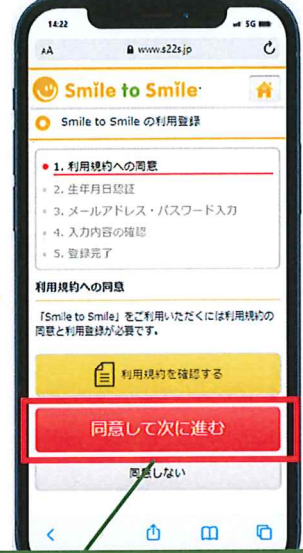 14:22
5G
AA
www.s22s.jp
Smile to Smile
Smile to Smile の利用登録
1. 利用規約への同意
2. 生年月日認証
3. メールアドレス・パスワード入力
4. 入力内容の確認
5. 登録完了
利用規約への同意
「Smile to Smile」をご利用いただくには利用規約の
同意と利用登録が必要です。
利用規約を確認する
同意して次に進む
同意しない